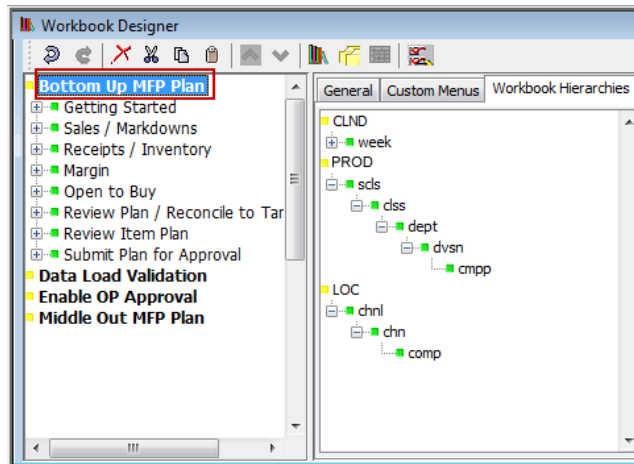 Workbook Designer
Bottom Up MFP Plan
Getting Started
Sales / Markdowns
Receipts / Inventory
Margin
Open to Buy
Review Plan / Reconcile to Tar
Review Item Plan
Submit Plan for Approval
Data Load Validation
Enable OP Approval
Middle Out MFP Plan
General Custom Menus Workbook Hierarchies
CLND
week
PROD
scls
clss
dept
dvsn
cmpp
LOC
chnl
chn
comp